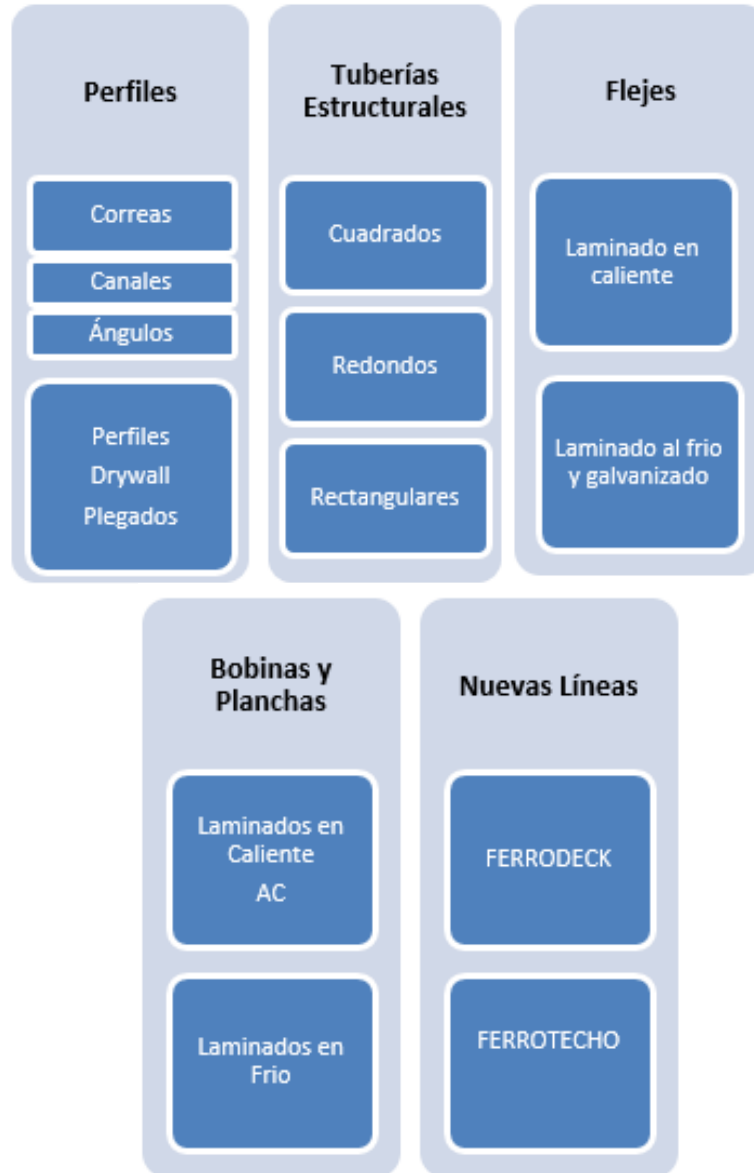 Perfiles
Correas
Canales
Ángulos
Perfiles
Drywall
Plegados
Tuberías
Estructurales
Cuadrados
Redondos
Rectangulares
Flejes
Laminado en
caliente
Laminado al frio
y galvanizado
Bobinas y
Planchas
Laminados en
Caliente
AC
Laminados en
Frio
Nuevas Líneas
FERRODECK
FERROTECHO